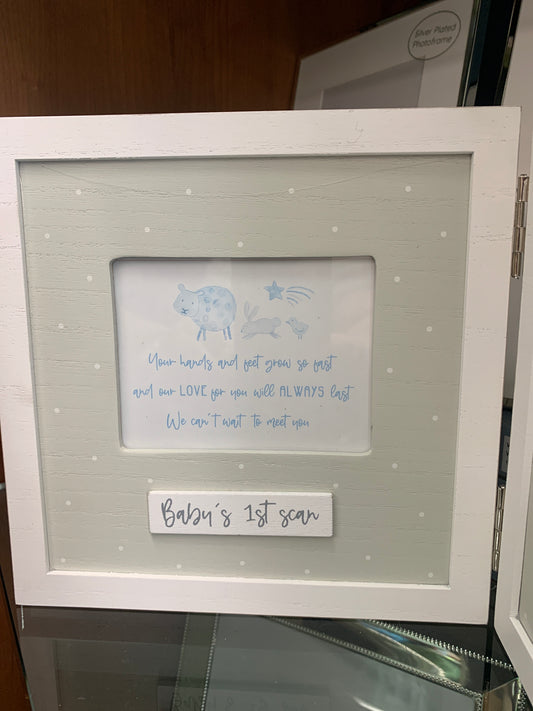 Silver Plated
Photoframe
Your hands and feet grow so fast
and our LOVE for you will ALWAYS last
We can't wait to meet you
Baby's 1st scan